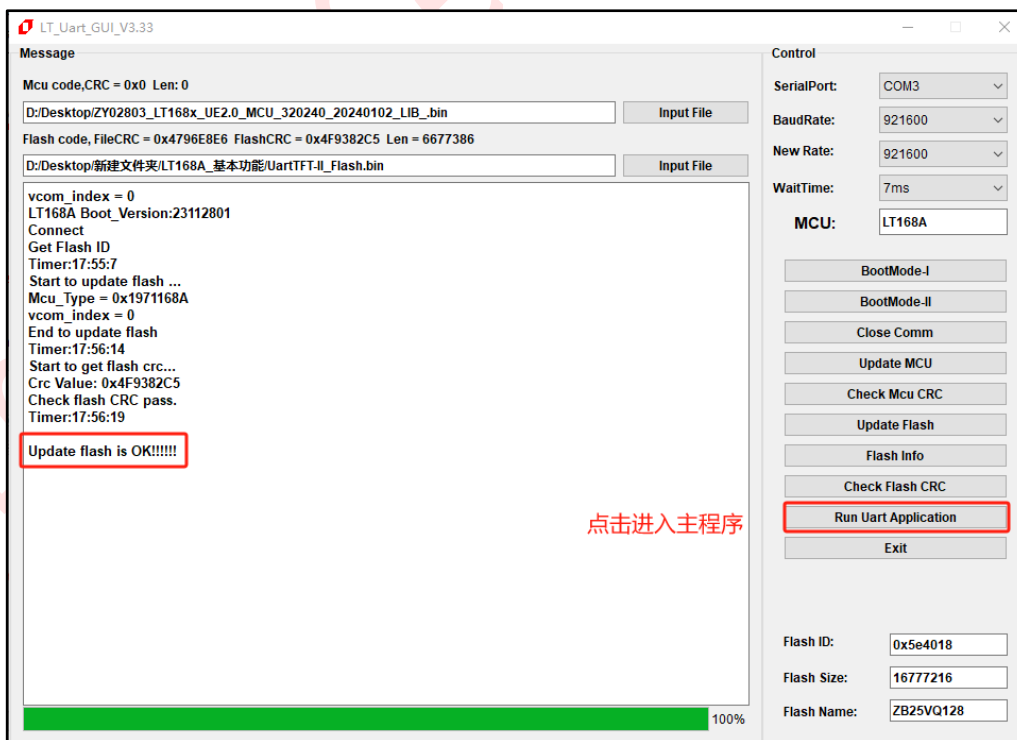 LT_Uart_GUI_V3.33
Message
Mcu code,CRC = 0x0 Len: 0
D:/Desktop/ZY02803_LT168x_UE2.0_MCU_320240_20240102_LIB_.bin
Input File
Flash code, FileCRC = 0x4796E8E6 FlashCRC = 0x4F9382C5 Len = 6677386
D:/Desktop/新建文件夹/LT168A_基本功能/UartTFT-II_Flash.bin
Input File
vcom_index = 0
LT168A Boot_Version:23112801
Connect
Get Flash ID
Timer:17:55:7
Start to update flash ...
Mcu_Type = 0x1971168A
vcom_index = 0
End to update flash
Timer:17:56:14
Start to get flash crc...
Crc Value: 0x4F9382C5
Check flash CRC pass.
Timer:17:56:19
Update flash is OK!!!!!!
点击进入主程序
100%
Control
SerialPort: COM3
BaudRate: 921600
New Rate: 921600
WaitTime: 7ms
MCU: LT168A
BootMode-I
BootMode-II
Close Comm
Update MCU
Check Mcu CRC
Update Flash
Flash Info
Check Flash CRC
Run Uart Application
Exit
Flash ID: 0x5e4018
Flash Size: 16777216
Flash Name: ZB25VQ128